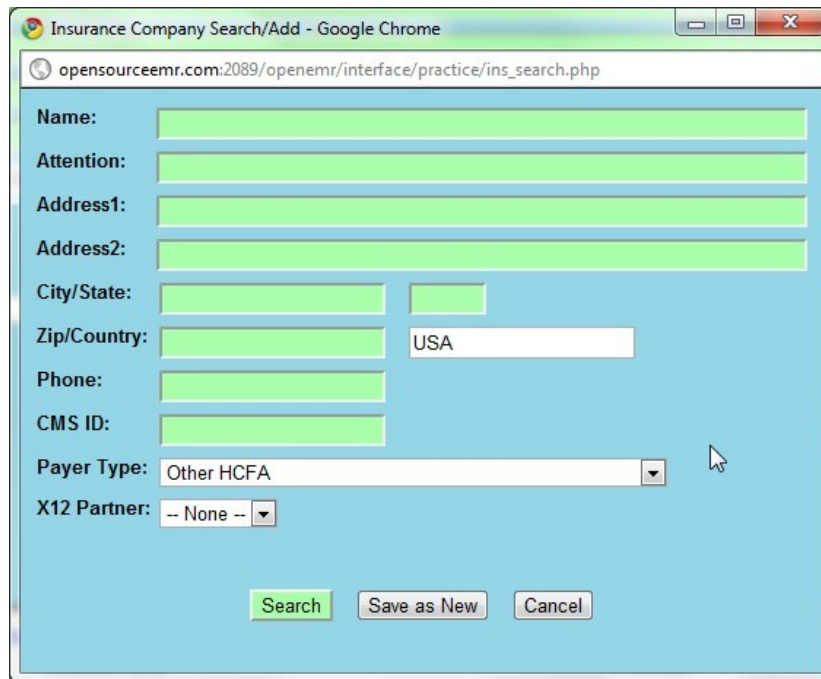 Insurance Company Search/Add - Google Chrome
opensourceemr.com:2089/openemr/interface/practice/ins_search.php
Name:
Attention:
Address1:
Address2:
City/State:
Zip/Country: USA
Phone:
CMS ID:
Payer Type: Other HCFA
X12 Partner: -- None --
Search Save as New Cancel